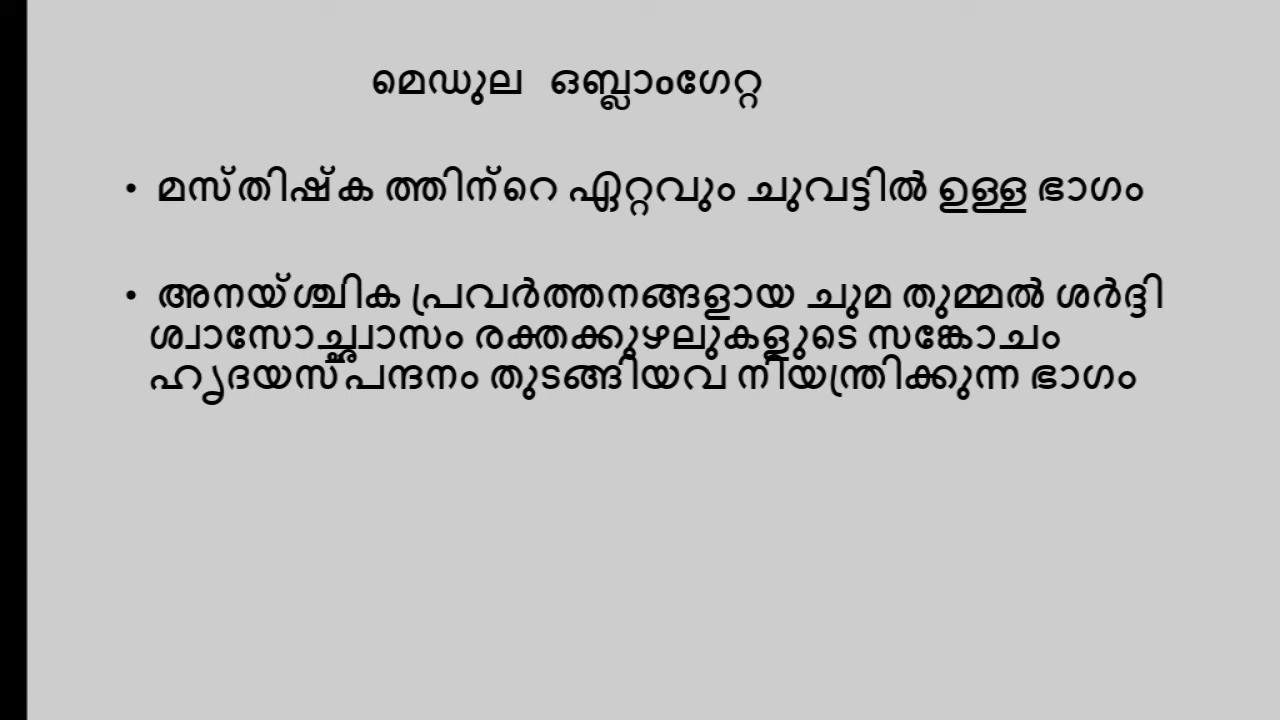 മെഡുല ഒബ്ലാംഗേറ്റ
• മസ്തിഷ്ക ത്തിന്റെ ഏറ്റവും ചുവട്ടിൽ ഉള്ള ഭാഗം
• അനയ്ശ്ചിക പ്രവർത്തനങ്ങളായ ചുമ തുമ്മൽ ശർദ്ദി
ശ്വാസോച്ഛ്വാസം രക്തക്കുഴലുകളുടെ സങ്കോചം
ഹൃദയസ്പന്ദനം തുടങ്ങിയവ നിയന്ത്രിക്കുന്ന ഭാഗം